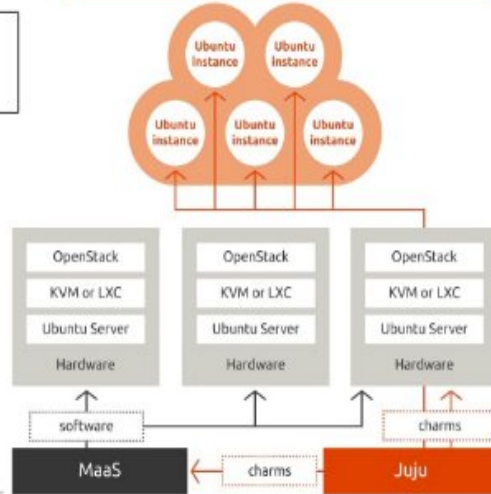 Ubuntu
instance
Ubuntu
instance
Ubuntu
instance
Ubuntu
instance
Ubuntu
instance
OpenStack
KVM or LXC
Ubuntu Server
Hardware
OpenStack
KVM or LXC
Ubuntu Server
Hardware
OpenStack
KVM or LXC
Ubuntu Server
Hardware
software
charms
MaaS
charms
Juju